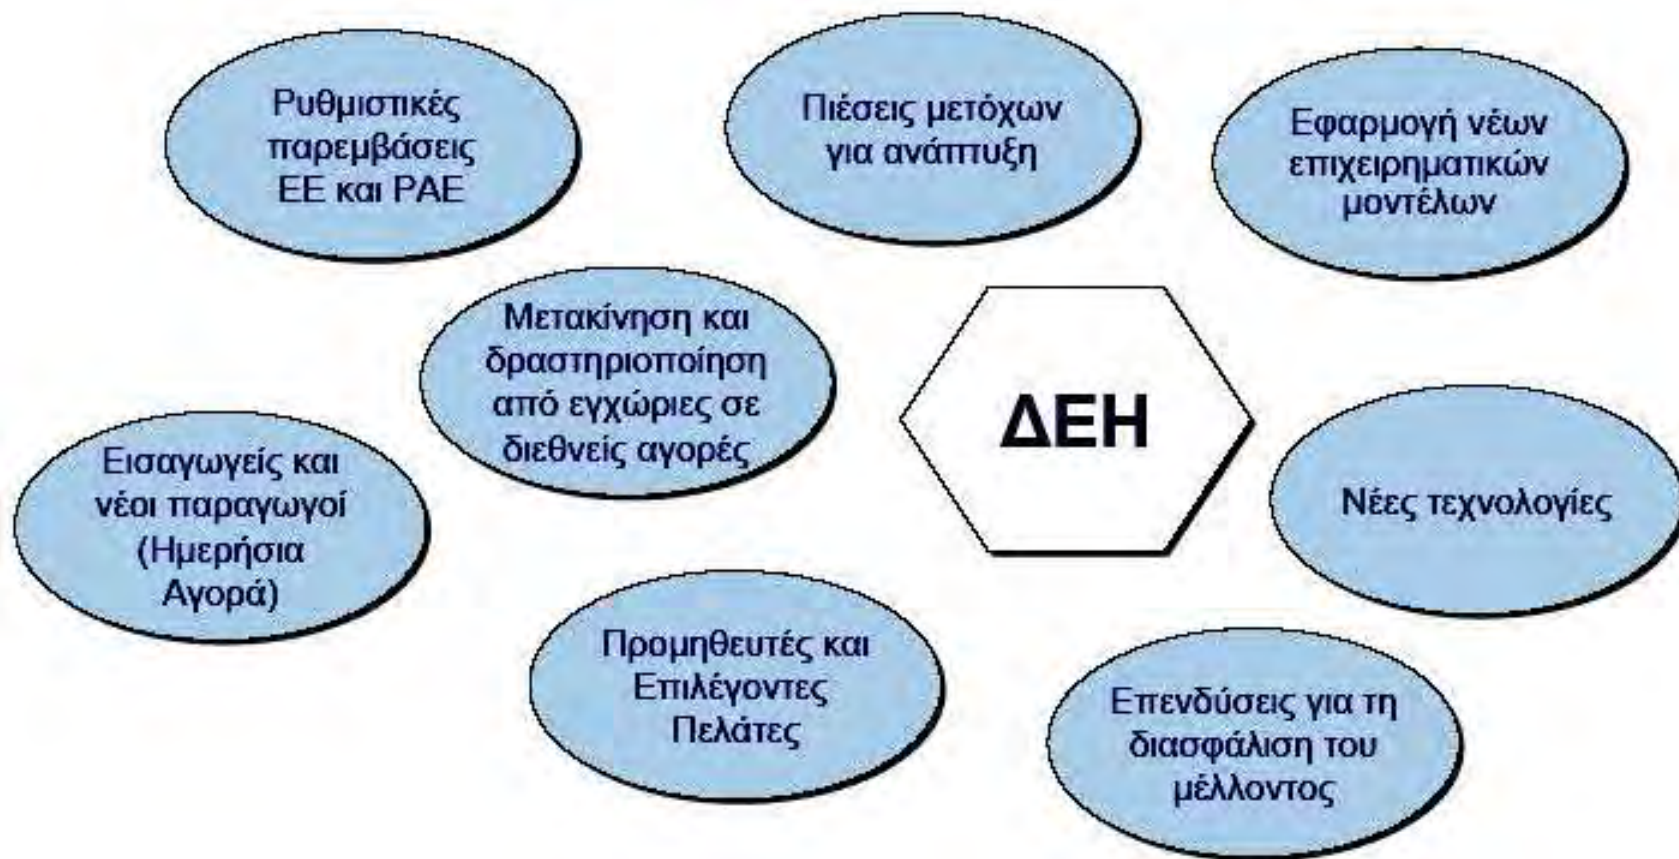 Ρυθμιστικές
παρεμβάσεις
ΕΕ και ΡΑΕ
Πιέσεις μετόχων
για ανάπτυξη
Εφαρμογή νέων
επιχειρηματικών
μοντέλων
Μετακίνηση και
δραστηριοποίηση
από εγχώριες σε
διεθνείς αγορές
ΔΕΗ
Εισαγωγείς και
νέοι παραγωγοί
(Ημερήσια
Αγορά)
Νέες τεχνολογίες
Προμηθευτές και
Επιλέγοντες
Πελάτες
Επενδύσεις για τη
διασφάλιση του
μέλλοντος